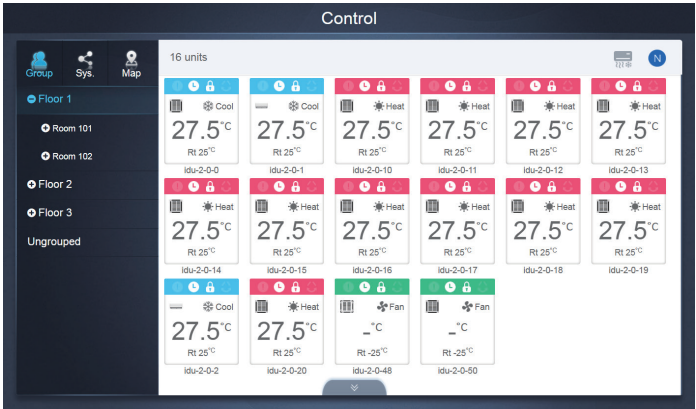 Control
Group Sys. Map
16 units
N
Floor 1
Room 101
Room 102
Floor 2
Floor 3
Ungrouped
Cool Cool Heat Heat Heat Heat
27.5°C 27.5°C 27.5°C 27.5°C 27.5°C 27.5°C
Rt 25°C Rt 25°C Rt 25°C Rt 25°C Rt 25°C Rt 25°C
idu-2-0-0 idu-2-0-1 idu-2-0-10 idu-2-0-11 idu-2-0-12 idu-2-0-13
Heat Heat Heat Heat Heat Heat
27.5°C 27.5°C 27.5°C 27.5°C 27.5°C 27.5°C
Rt 25°C Rt 25°C Rt 25°C Rt 25°C Rt 25°C Rt 25°C
idu-2-0-14 idu-2-0-15 idu-2-0-16 idu-2-0-17 idu-2-0-18 idu-2-0-19
Cool Heat Fan Fan
27.5°C 27.5°C _°C _°C
Rt 25°C Rt 25°C Rt -25°C Rt -25°C
idu-2-0-2 idu-2-0-20 idu-2-0-48 idu-2-0-50